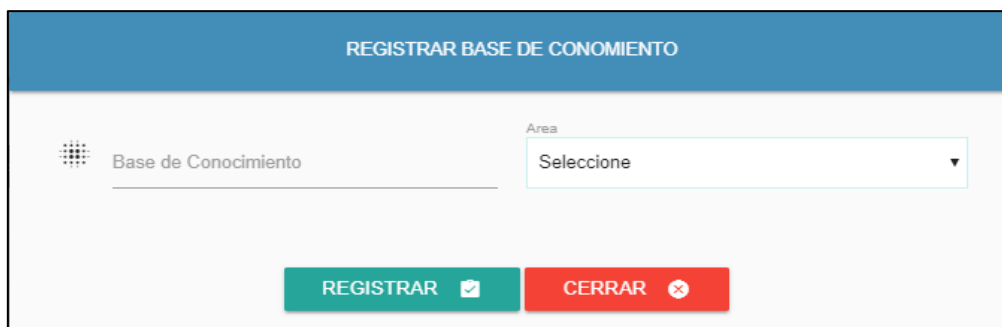 REGISTRAR BASE DE CONOMIENTO
Area
Base de Conocimiento
Seleccione
REGISTRAR
CERRAR